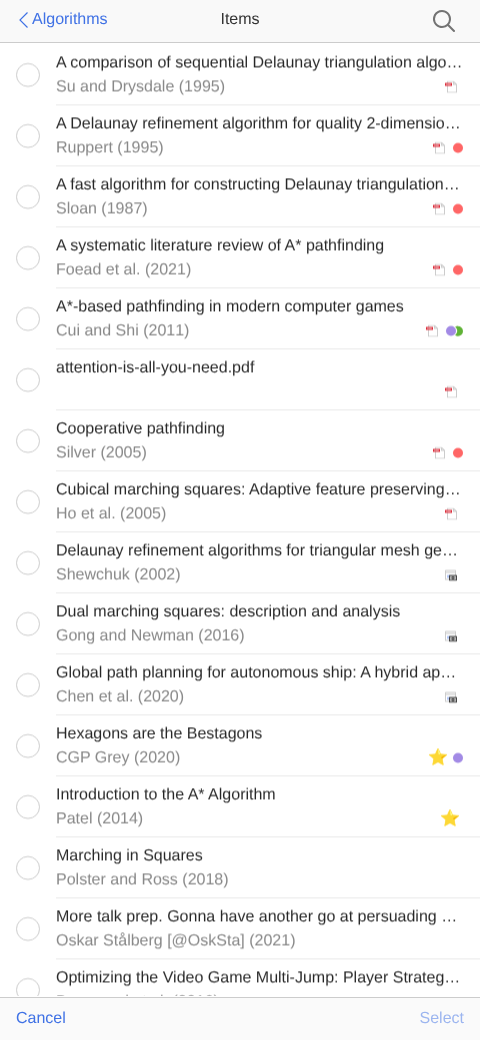 Algorithms
Items
A comparison of sequential Delaunay triangulation algo…
Su and Drysdale (1995)
A Delaunay refinement algorithm for quality 2-dimensio…
Ruppert (1995)
A fast algorithm for constructing Delaunay triangulation…
Sloan (1987)
A systematic literature review of A* pathfinding
Foead et al. (2021)
A*-based pathfinding in modern computer games
Cui and Shi (2011)
attention-is-all-you-need.pdf
Cooperative pathfinding
Silver (2005)
Cubical marching squares: Adaptive feature preserving…
Ho et al. (2005)
Delaunay refinement algorithms for triangular mesh ge…
Shewchuk (2002)
Dual marching squares: description and analysis
Gong and Newman (2016)
Global path planning for autonomous ship: A hybrid ap…
Chen et al. (2020)
Hexagons are the Bestagons
CGP Grey (2020)
Introduction to the A* Algorithm
Patel (2014)
Marching in Squares
Polster and Ross (2018)
More talk prep. Gonna have another go at persuading …
Oskar Stålberg [@OskSta] (2021)
Optimizing the Video Game Multi-Jump: Player Strateg…
Cancel
Select